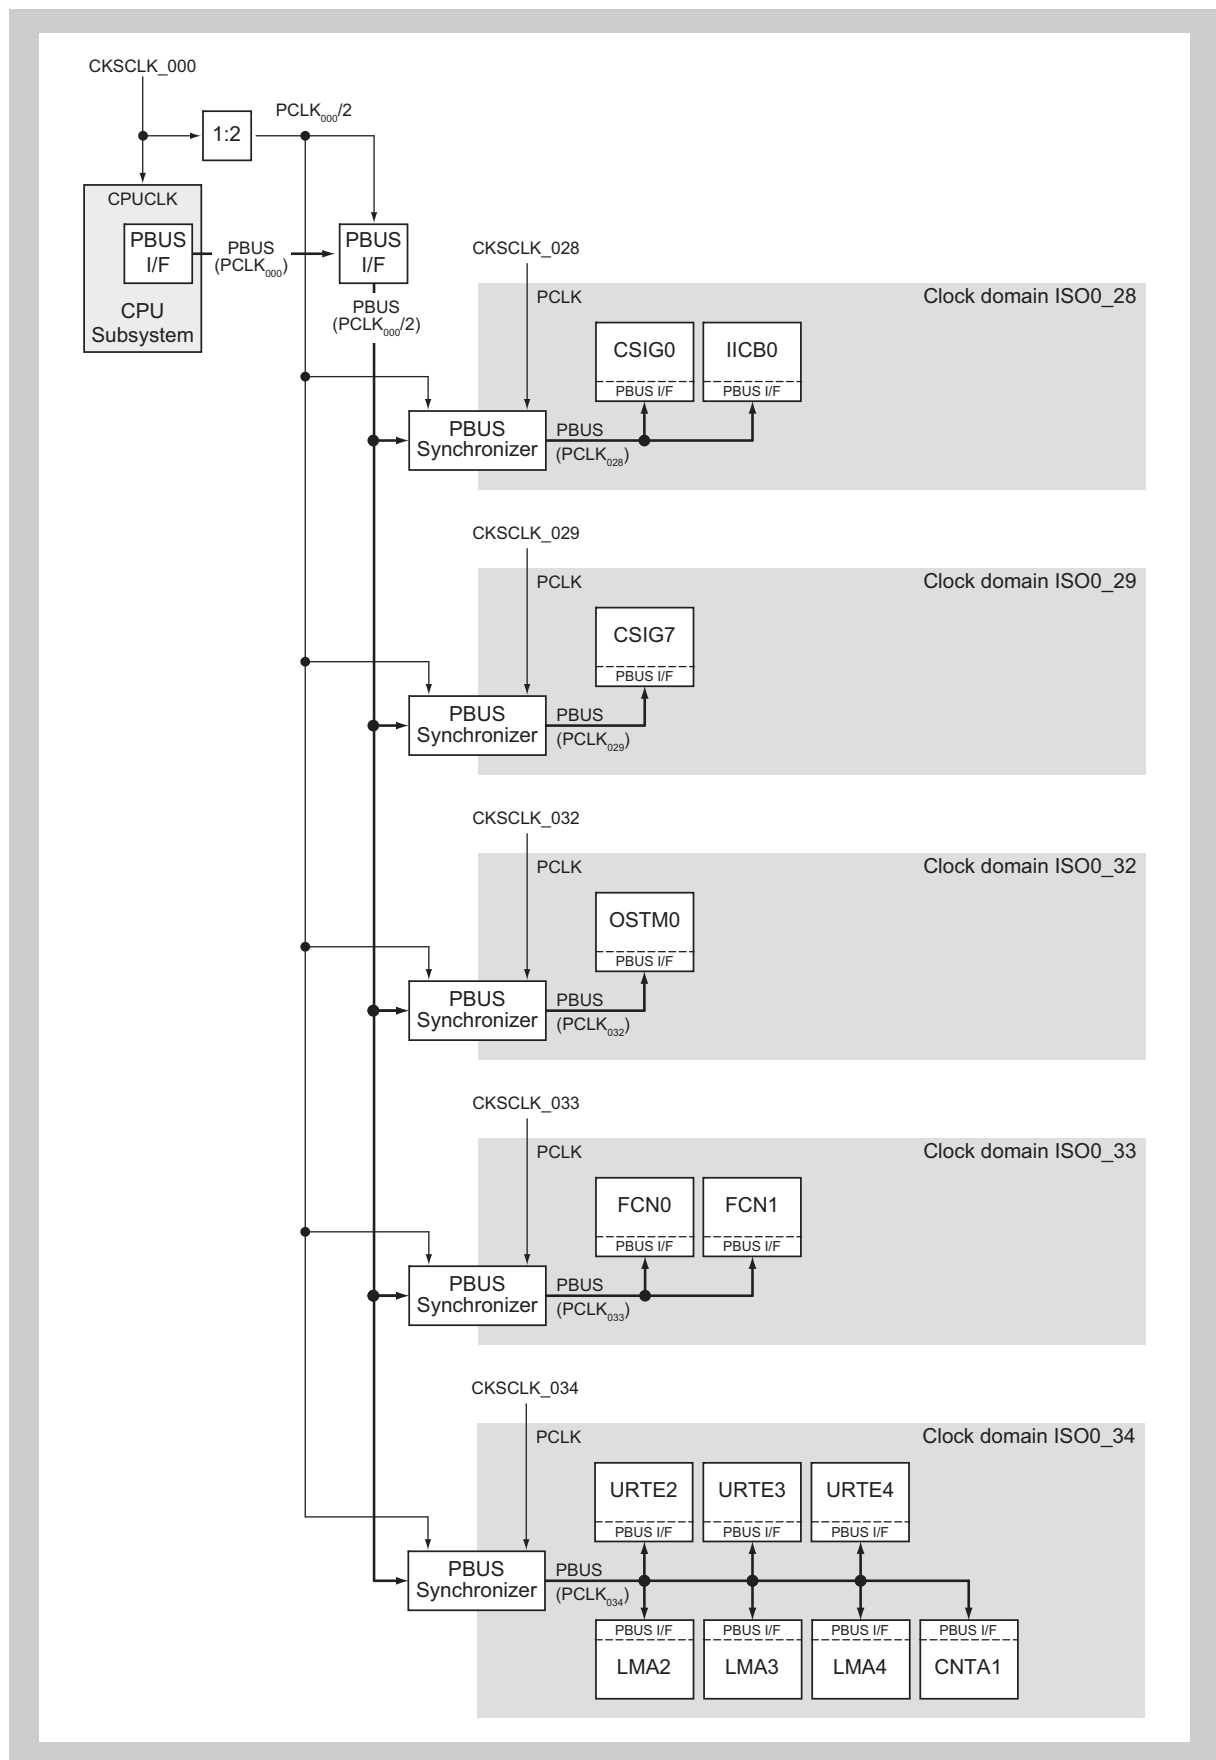 CKSCLK_000
PCLK000/2
1:2
CPUCLK
PBUS
I/F
CPU
Subsystem
PBUS
(PCLK000)
PBUS
I/F
PBUS
(PCLK000/2)
CKSCLK_028
PCLK
Clock domain ISO0_28
CSIG0
PBUS I/F
IICB0
PBUS I/F
PBUS
Synchronizer
PBUS
(PCLK028)
CKSCLK_029
PCLK
Clock domain ISO0_29
CSIG7
PBUS I/F
PBUS
Synchronizer
PBUS
(PCLK029)
CKSCLK_032
PCLK
Clock domain ISO0_32
OSTM0
PBUS I/F
PBUS
Synchronizer
PBUS
(PCLK032)
CKSCLK_033
PCLK
Clock domain ISO0_33
FCN0
PBUS I/F
FCN1
PBUS I/F
PBUS
Synchronizer
PBUS
(PCLK033)
CKSCLK_034
PCLK
Clock domain ISO0_34
URTE2
PBUS I/F
URTE3
PBUS I/F
URTE4
PBUS I/F
PBUS
Synchronizer
PBUS
(PCLK034)
PBUS I/F
LMA2
PBUS I/F
LMA3
PBUS I/F
LMA4
PBUS I/F
CNTA1